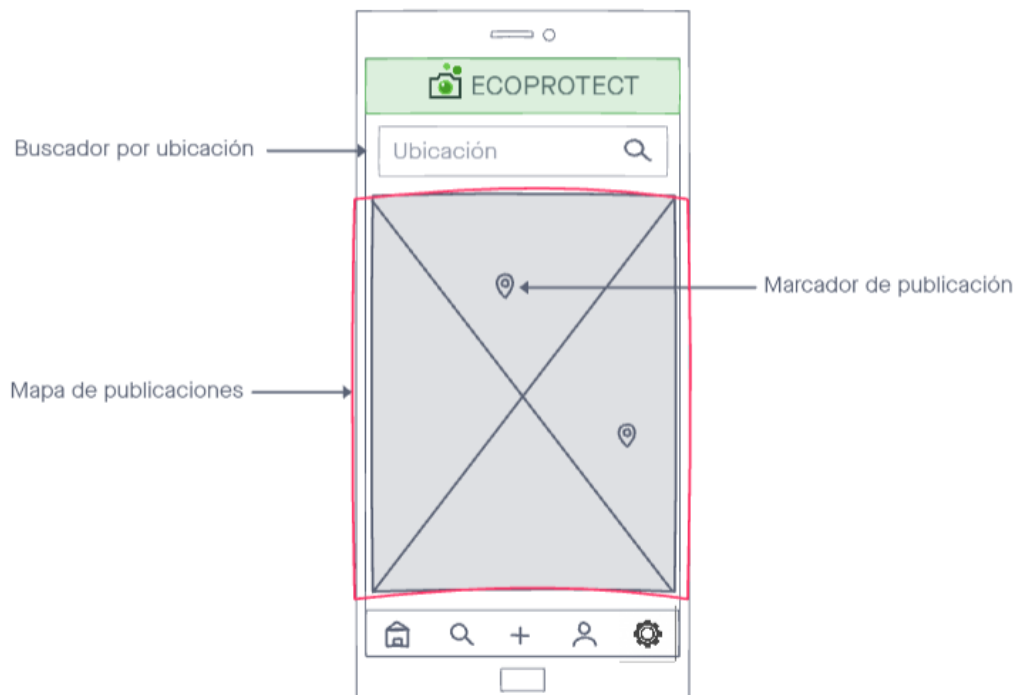 ECOPROTECT
Buscador por ubicación
Ubicación
Marcador de publicación
Mapa de publicaciones